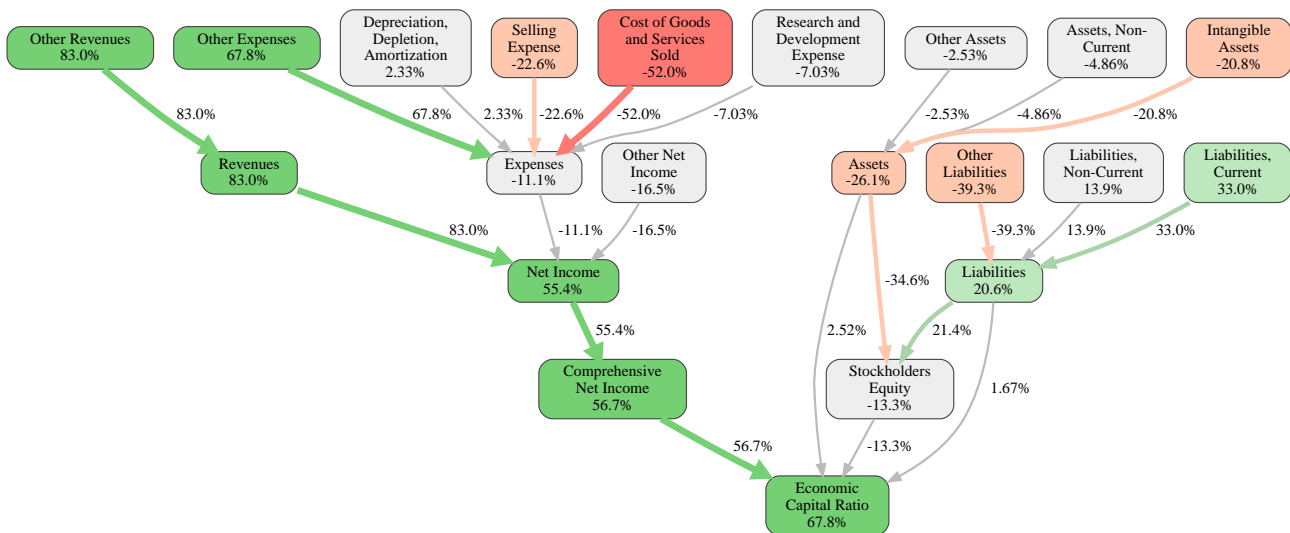 Other Revenues
83.0%
Other Expenses
67.8%
Depreciation,
Depletion,
Amortization
2.33%
Selling
Expense
-22.6%
Cost of Goods
and Services
Sold
-52.0%
Research and
Development
Expense
-7.03%
Other Assets
-2.53%
Assets, Non-
Current
-4.86%
Intangible
Assets
-20.8%
83.0%
67.8%
2.33%
-22.6%
-52.0%
-7.03%
-2.53%
-4.86%
-20.8%
Revenues
83.0%
Expenses
-11.1%
Other Net
Income
-16.5%
Assets
-26.1%
Other
Liabilities
-39.3%
Liabilities,
Non-Current
13.9%
Liabilities,
Current
33.0%
83.0%
-11.1%
-16.5%
-39.3%
13.9%
33.0%
Net Income
55.4%
-34.6%
Liabilities
20.6%
55.4%
2.52%
21.4%
Comprehensive
Net Income
56.7%
Stockholders
Equity
-13.3%
1.67%
56.7%
-13.3%
Economic
Capital Ratio
67.8%